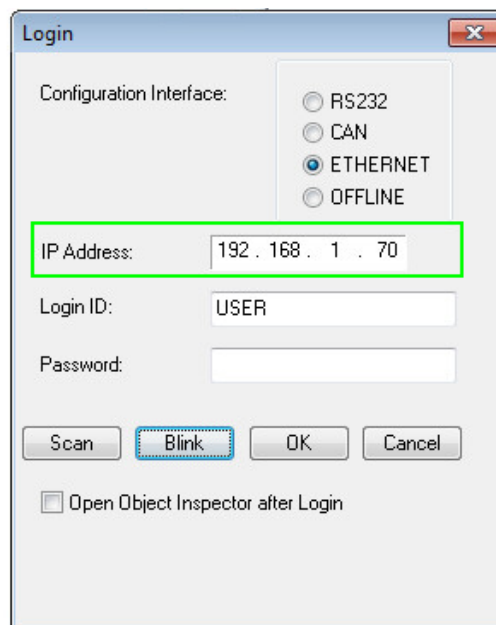 Login
Configuration Interface:
RS232
CAN
ETHERNET
OFFLINE
IP Address: 192 . 168 . 1 . 70
Login ID: USER
Password:
Scan Blink OK Cancel
Open Object Inspector after Login